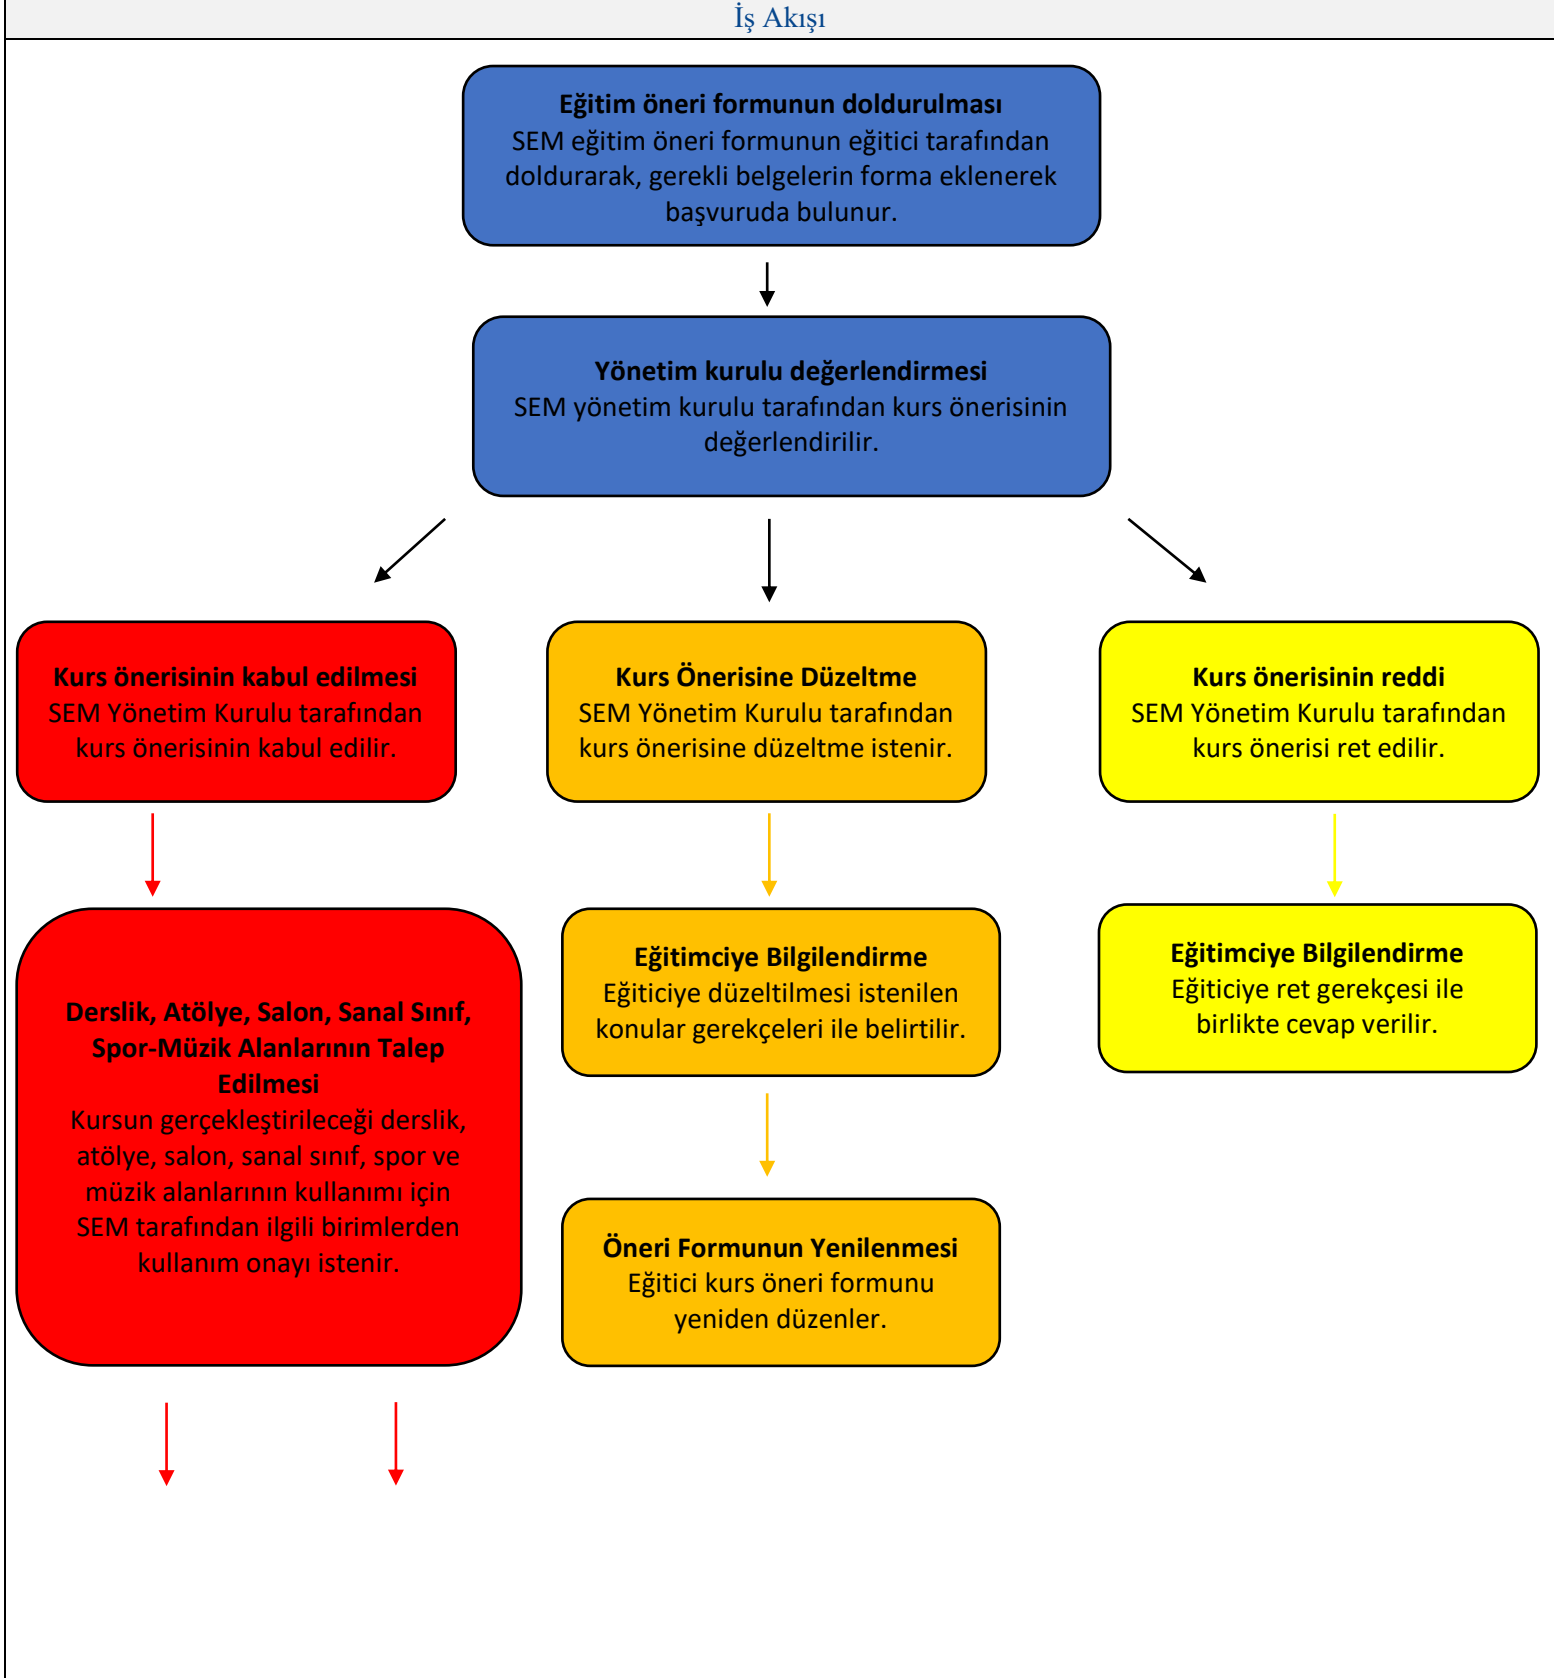 İş Akışı
Eğitim öneri formunun doldurulması
SEM eğitim öneri formunun eğitici tarafından
doldurarak, gerekli belgelerin forma eklenerek
başvuruda bulunur.
Yönetim kurulu değerlendirmesi
SEM yönetim kurulu tarafından kurs önerisinin
değerlendirilir.
Kurs önerisinin kabul edilmesi
SEM Yönetim Kurulu tarafından
kurs önerisinin kabul edilir.
Kurs Önerisine Düzeltme
SEM Yönetim Kurulu tarafından
kurs önerisine düzeltme istenir.
Kurs önerisinin reddi
SEM Yönetim Kurulu tarafından
kurs önerisi ret edilir.
Derslik, Atölye, Salon, Sanal Sınıf,
Spor-Müzik Alanlarının Talep
Edilmesi
Kursun gerçekleştirileceği derslik,
atölye, salon, sanal sınıf, spor ve
müzik alanlarının kullanımı için
SEM tarafından ilgili birimlerden
kullanım onayı istenir.
Eğitimciye Bilgilendirme
Eğiticiye düzeltilmesi istenilen
konular gerekçeleri ile belirtilir.
Eğitimciye Bilgilendirme
Eğiticiye ret gerekçesi ile
birlikte cevap verilir.
Öneri Formunun Yenilenmesi
Eğitici kurs öneri formunu
yeniden düzenler.